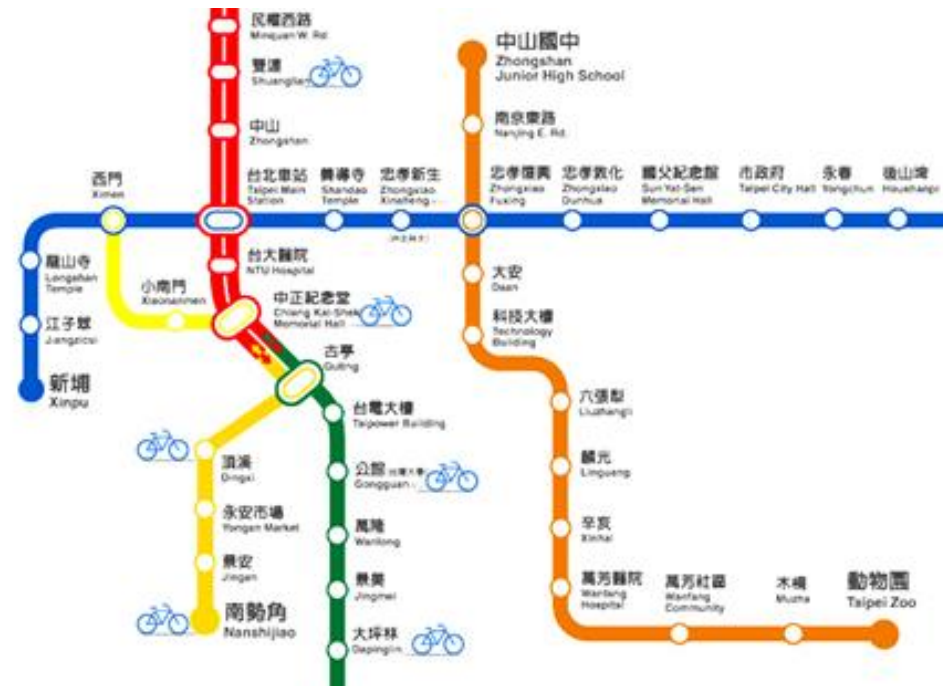 民權西路
Minquan W. Rd
雙連
Shuanglian
中山
Zhongshan
中山國中
Zhongshan
Junior High School
南京東路
Nanjing E. Rd.
西門
Ximen
台北車站
Taipei Main
Station
善導寺
Shandao
Temple
忠孝新生
Zhongxiao
Xinsheng
忠孝復興
Zhongxiao
Fuxing
忠孝敦化
Zhongxiao
Dunhua
國父紀念館
Sun Yat-Sen
Memorial Hall
市政府
Taipei City Hall
永春
Yongchun
後山埤
Houshanpi
龍山寺
Longshan
Temple
江子翠
Jiangzicui
新埔
Xinpu
小南門
Xiaonanmen
台大醫院
NTU Hospital
中正紀念堂
Chiang Kai-Shek
Memorial Hall
古亭
Guting
大安
Daan
科技大樓
Technology
Building
台電大樓
Taipower Building
公館
Gongguan
萬隆
Wanlong
景美
Jingmei
大坪林
Dapinglin
頂溪
Dingxi
永安市場
Yongan Market
景安
Jingan
南勢角
Nanshijiao
六張犁
Liuzhangli
麟光
Linguang
辛亥
Xinhai
萬芳醫院
Wanfang
Hospital
萬芳社區
Wanfang
Community
木柵
Muzha
動物園
Taipei Zoo